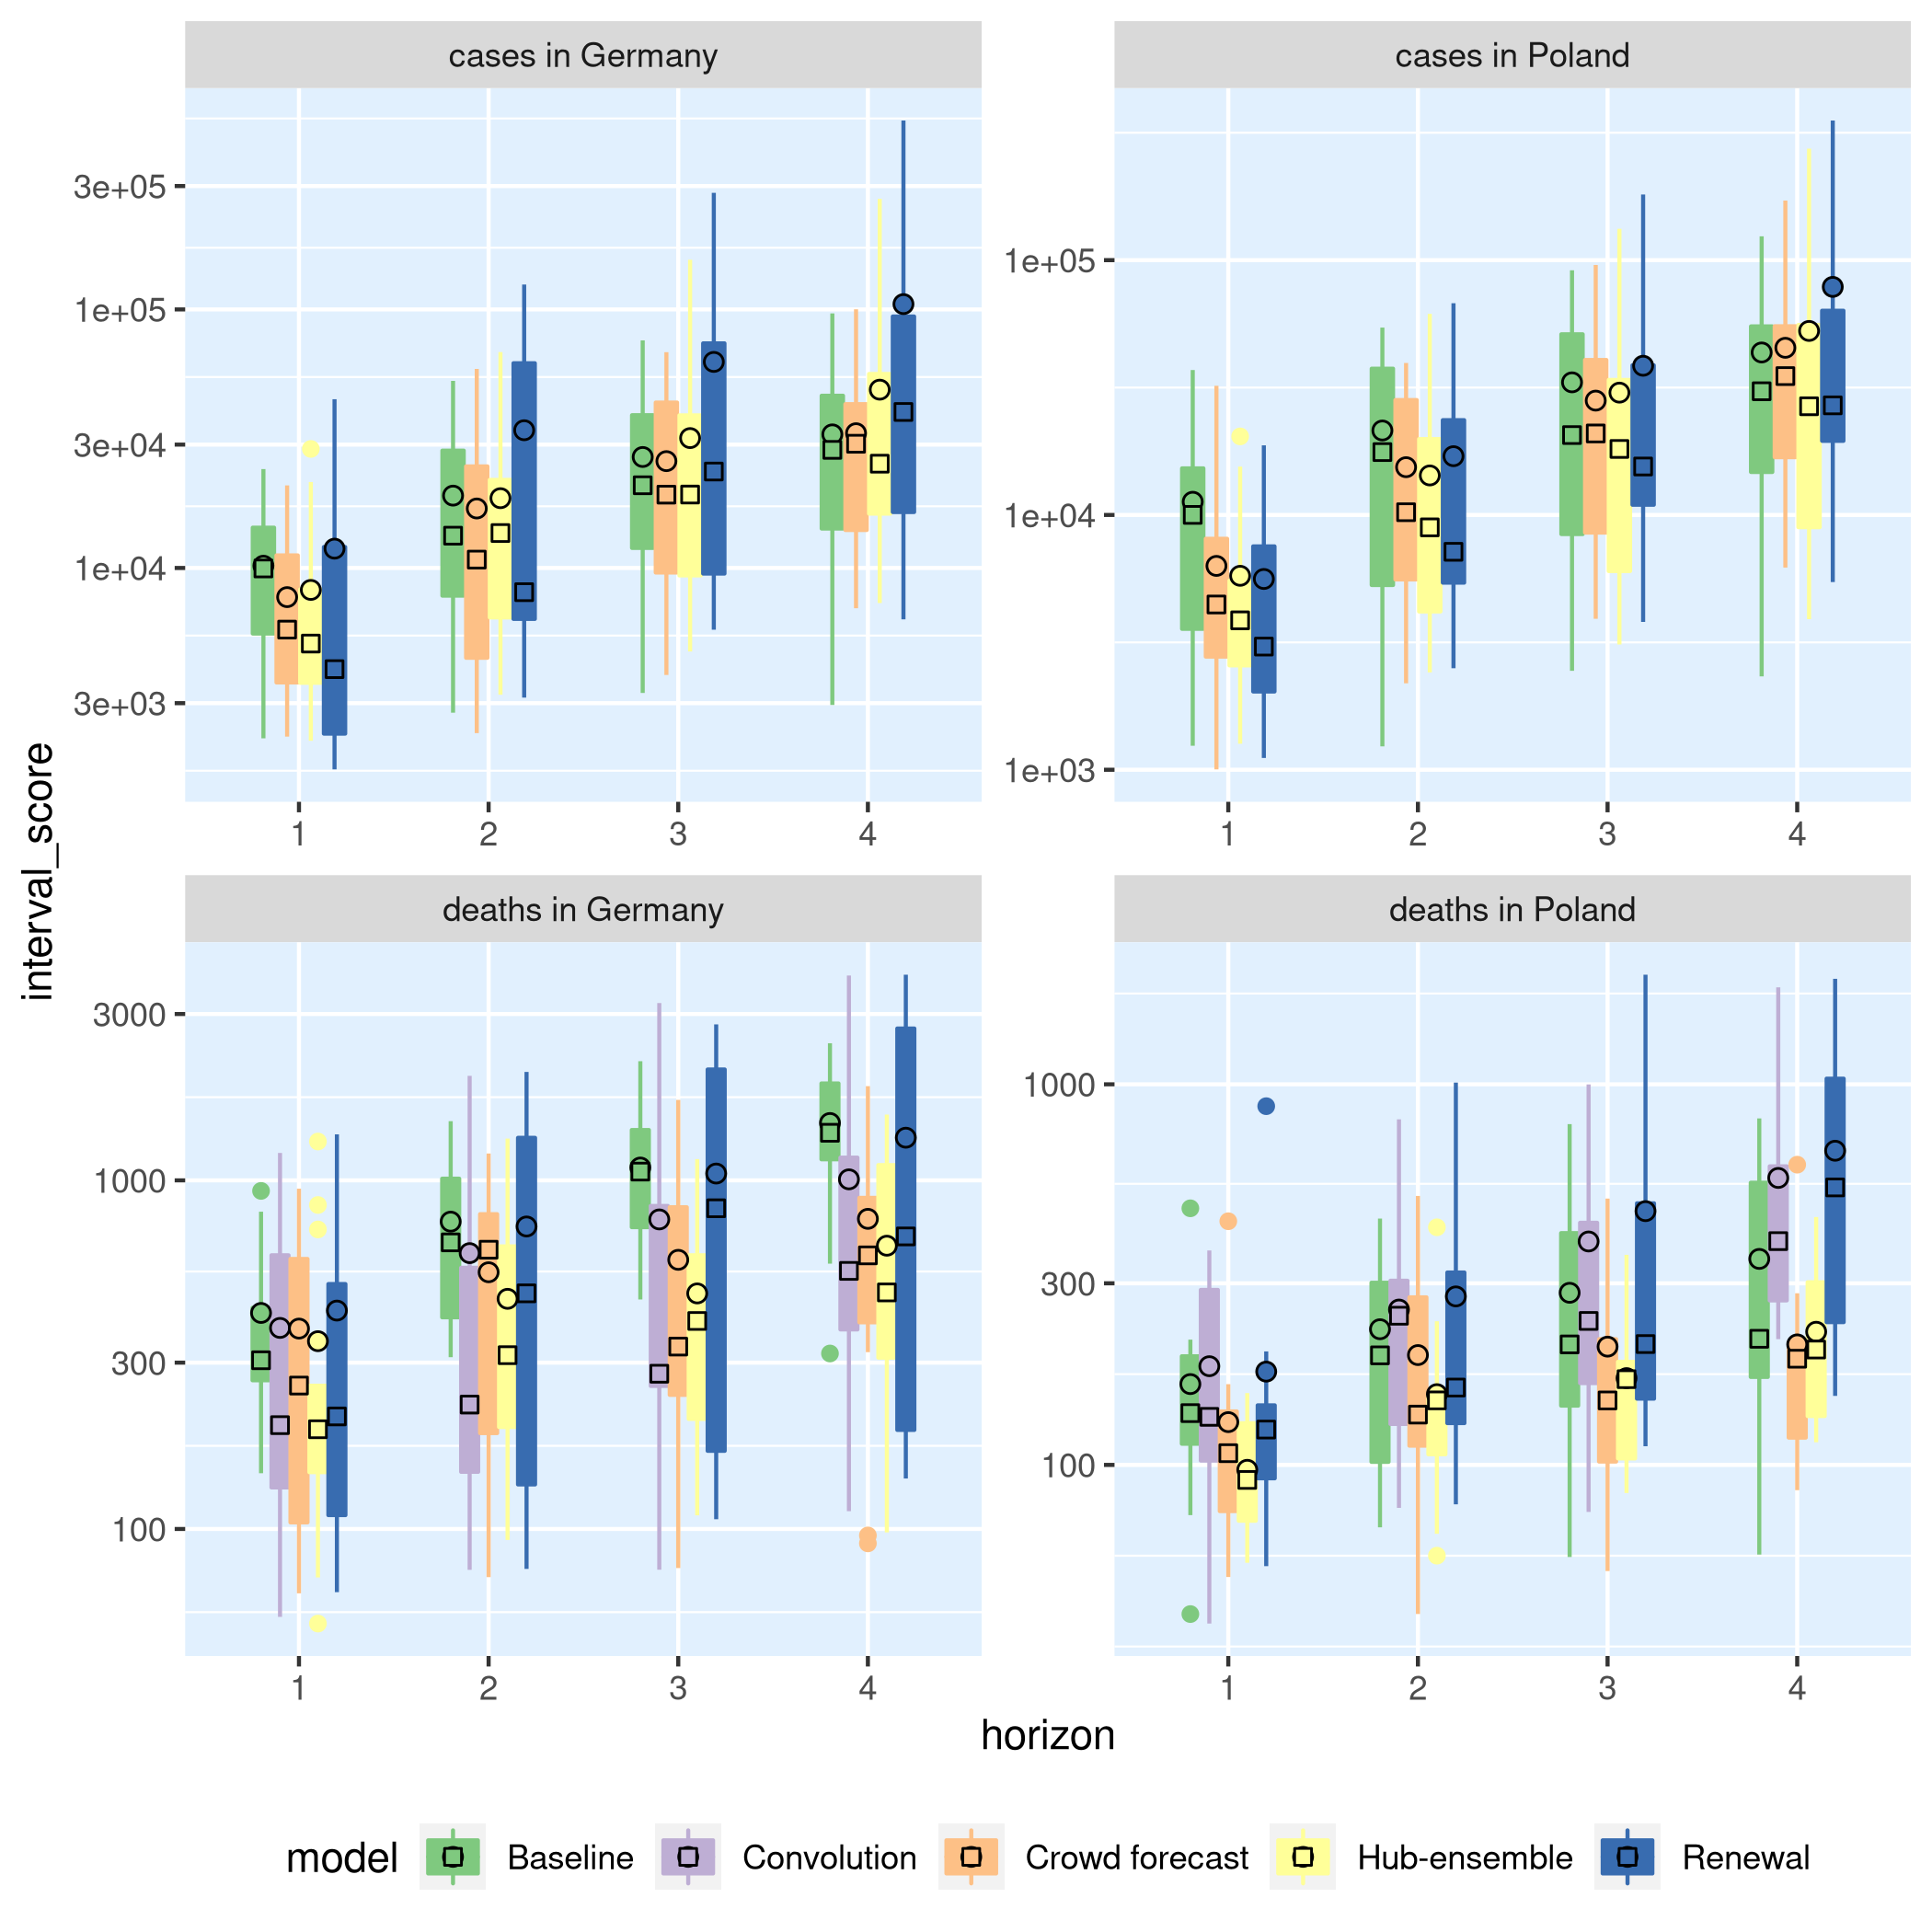 cases in Germany
cases in Poland
3e+05
1e+05
3e+04
1e+04
3e+03
1e+05
1e+04
1e+03
1 2 3 4
1 2 3 4
interval_score
deaths in Germany
deaths in Poland
3000
1000
300
100
1000
300
100
1 2 3 4
1 2 3 4
horizon
model Baseline Convolution Crowd forecast Hub-ensemble Renewal